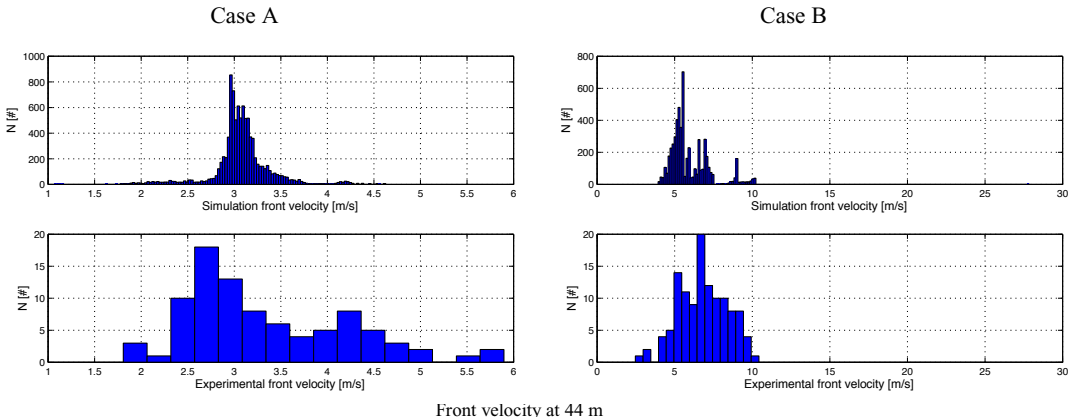 Case A
Case B
1000
800
600
400
200
0
N [#]
1 1.5 2 2.5 3 3.5 4 4.5 5 5.5 6
Simulation front velocity [m/s]
800
600
400
200
0
N [#]
0 5 10 15 20 25 30
Simulation front velocity [m/s]
20
15
10
5
0
N [#]
1 1.5 2 2.5 3 3.5 4 4.5 5 5.5 6
Experimental front velocity [m/s]
20
15
10
5
0
N [#]
0 5 10 15 20 25 30
Experimental front velocity [m/s]
Front velocity at 44 m